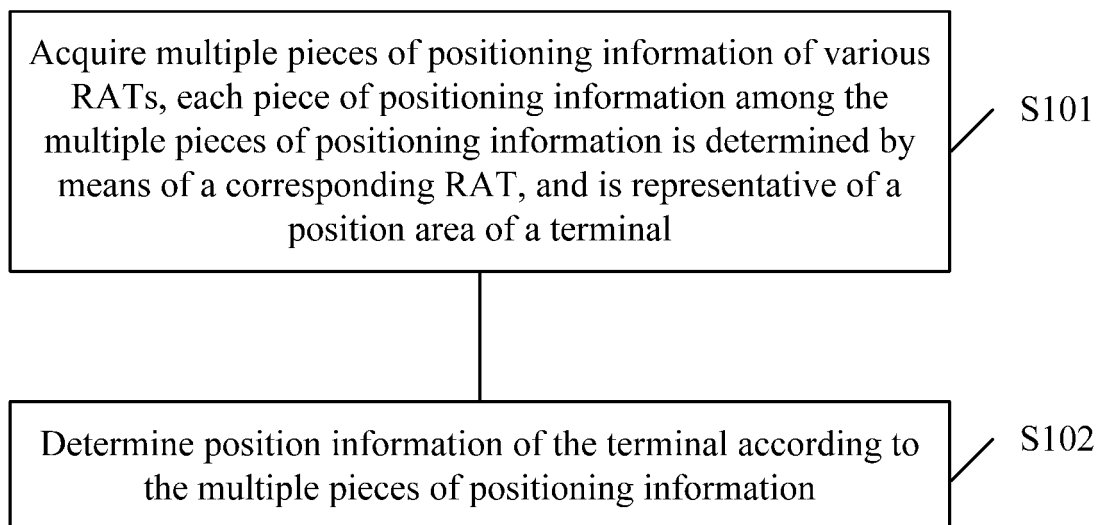 Acquire multiple pieces of positioning information of various
RATs, each piece of positioning information among the
multiple pieces of positioning information is determined by
means of a corresponding RAT, and is representative of a
position area of a terminal
S101
Determine position information of the terminal according to
the multiple pieces of positioning information
S102